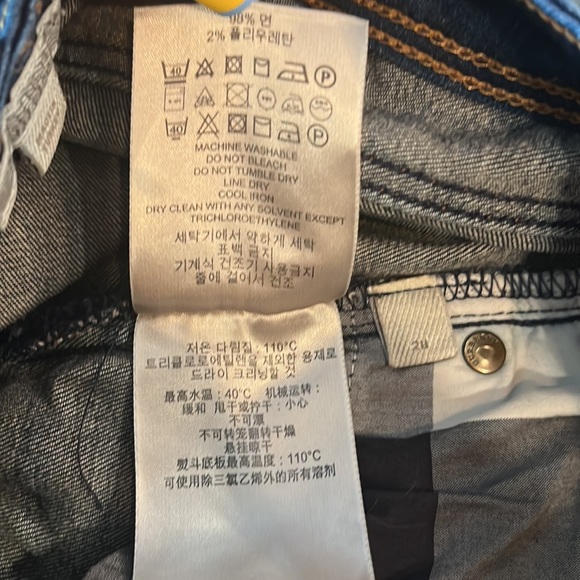 98% 면
2% 폴리우레탄
40 P
40 P
MACHINE WASHABLE
DO NOT BLEACH
DO NOT TUMBLE DRY
LINE DRY
COOL IRON
DRY CLEAN WITH ANY SOLVENT EXCEPT
TRICHLOROETHYLENE
세탁기에서 약하게 세탁
표백 금지
기계식 건조기 사용금지
줄에 걸어서 건조
저온 다림질 : 110°C
트리클로로에틸렌을 제외한 용제로
드라이 크리닝할 것
最高水温 : 40°C 机械运转 :
缓和 甩干或拧干 : 小心
不可漂
不可转笼翻转干燥
悬挂晾干
熨斗底板最高温度 : 110°C
可使用除三氯乙烯外的所有溶剂
28